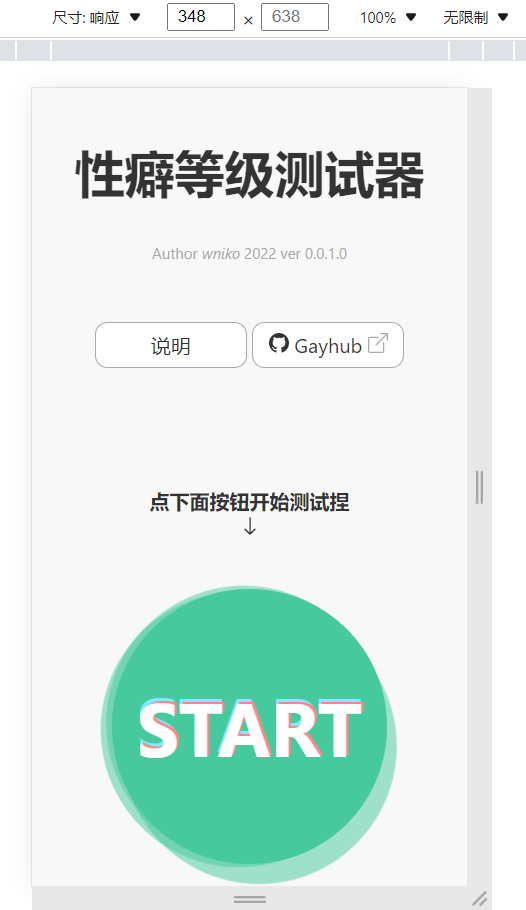 尺寸: 响应 ▼ 348 × 638 100% ▼ 无限制 ▼
性癖等级测试器
Author wniko 2022 ver 0.0.1.0
说明 Gayhub
点下面按钮开始测试捏
↓
START